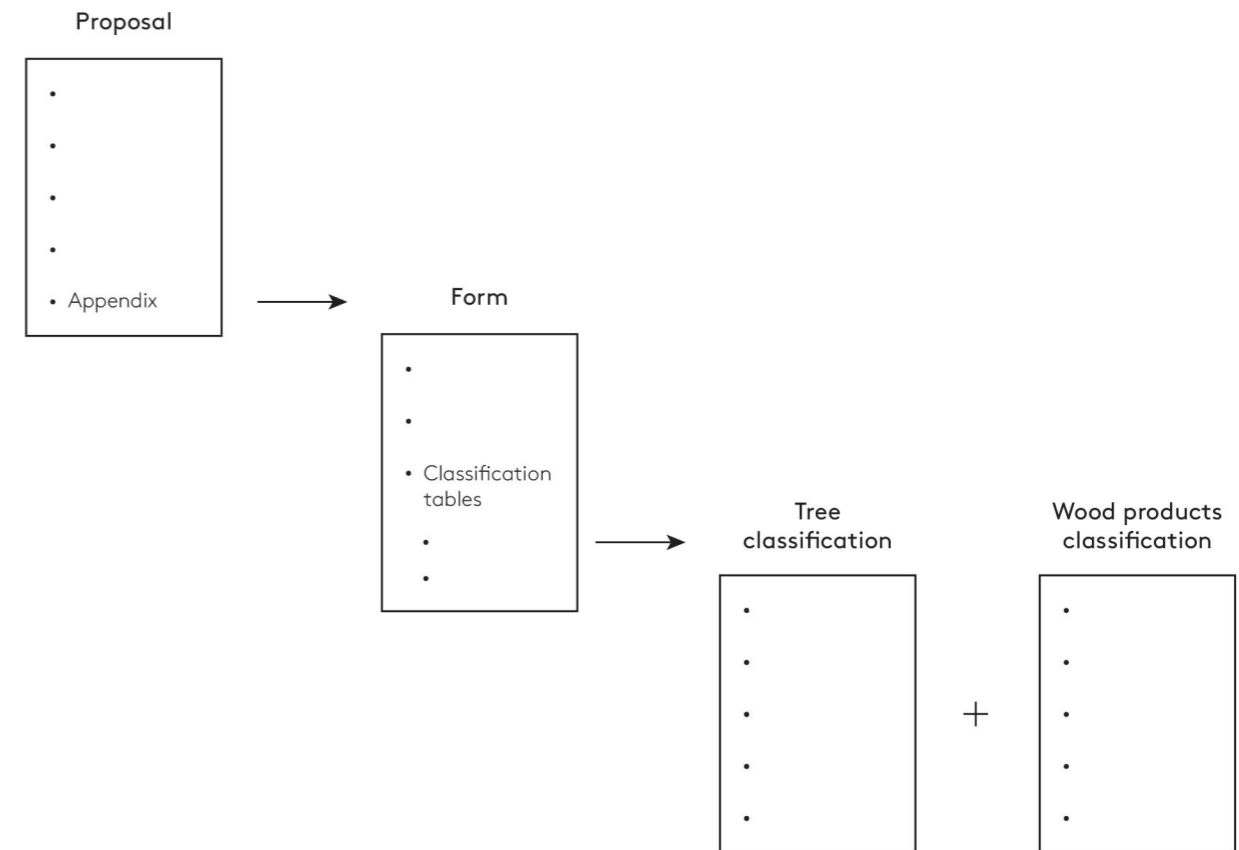 Proposal
• 
• 
• 
• 
• Appendix
Form
• 
• 
• Classification
tables
• 
• 
Tree
classification
• 
• 
• 
• 
• 
+
Wood products
classification
• 
• 
• 
• 
•